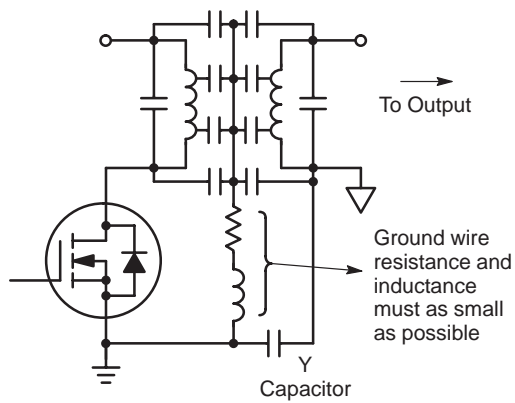 To Output
Ground wire
resistance and
inductance
must as small
as possible
Y
Capacitor